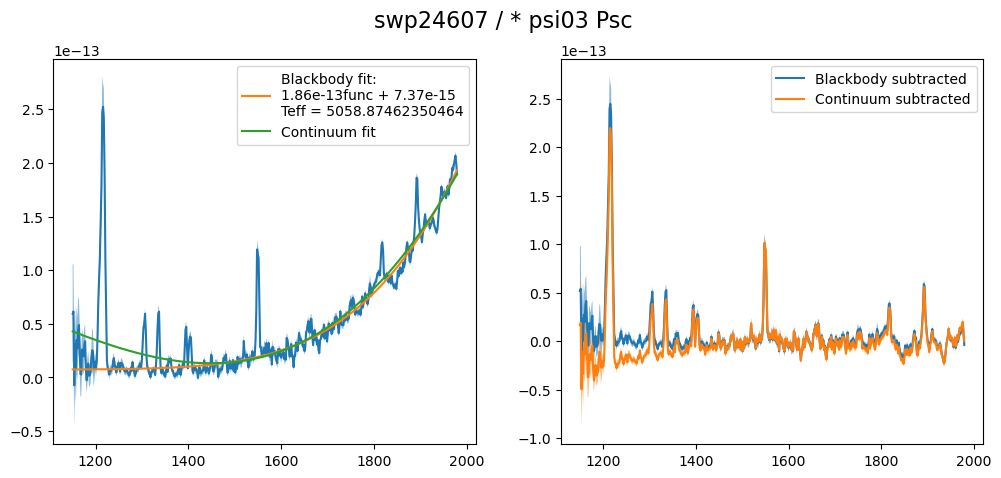 swp24607 / * psi03 Psc
1e−13
Blackbody fit:
1.86e-13func + 7.37e-15
Teff = 5058.87462350464
Continuum fit
2.5
2.0
1.5
1.0
0.5
0.0
−0.5
1200 1400 1600 1800 2000
1e−13
Blackbody subtracted
Continuum subtracted
2.5
2.0
1.5
1.0
0.5
0.0
−0.5
−1.0
1200 1400 1600 1800 2000